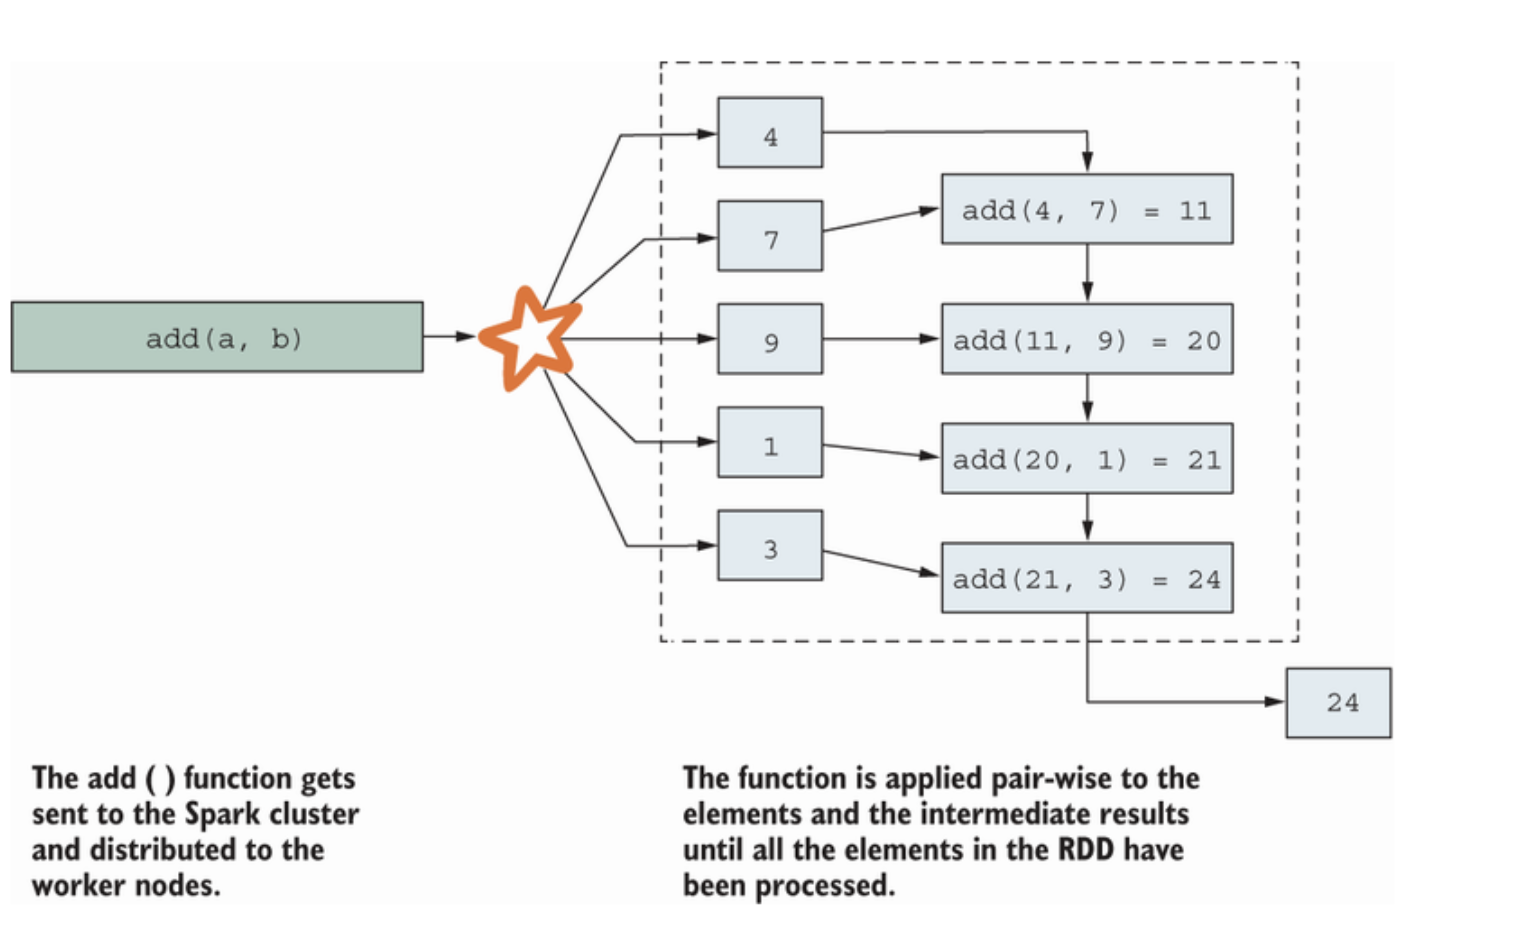 4
add(4, 7) = 11
7
add(a, b)
9
add(11, 9) = 20
1
add(20, 1) = 21
3
add(21, 3) = 24
24
The add ( ) function gets
sent to the Spark cluster
and distributed to the
worker nodes.
The function is applied pair-wise to the
elements and the intermediate results
until all the elements in the RDD have
been processed.